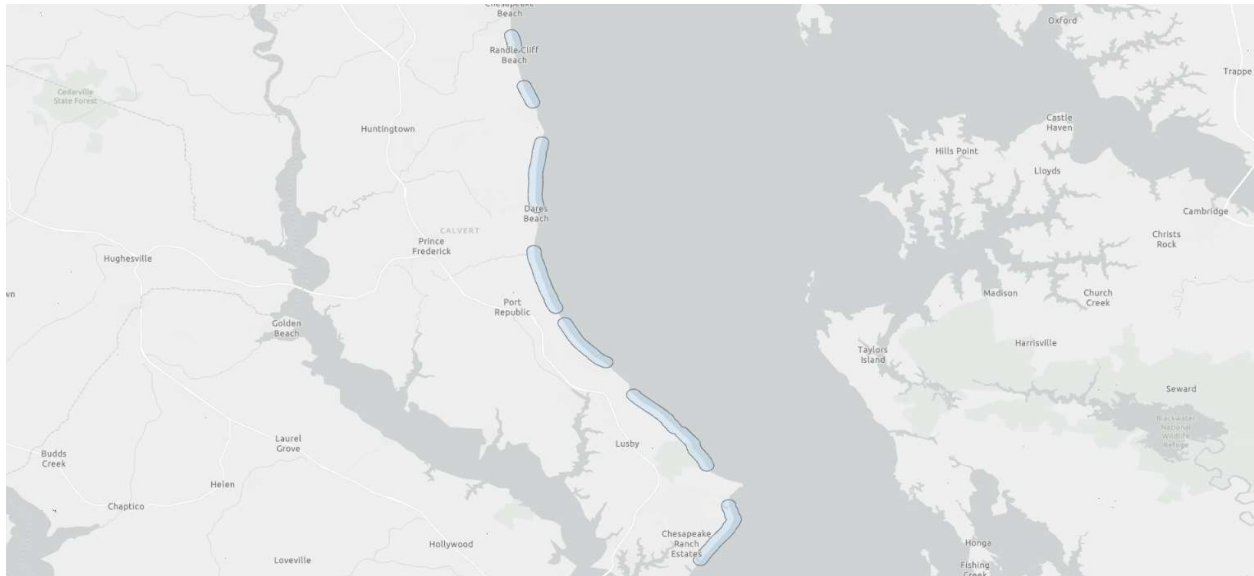 Chesapeake
Beach
Oxford
Randle Cliff
Beach
Trappe
Cedarville
State Forest
Huntingtown
Castle
Haven
Hills Point
Lloyds
Dares
Beach
Cambridge
CALVERT
Prince
Frederick
Christs
Rock
Hughesville
wn
Madison
Church
Creek
Port
Republic
Golden
Beach
Taylors
Island
Harrisville
Seward
Blackwater
National
Wildlife
Refuge
Laurel
Grove
Lusby
Budds
Creek
Helen
Chaptico
Chesapeake
Ranch
Estates
Hollywood
Honga
Loveville
Fishing
Creek